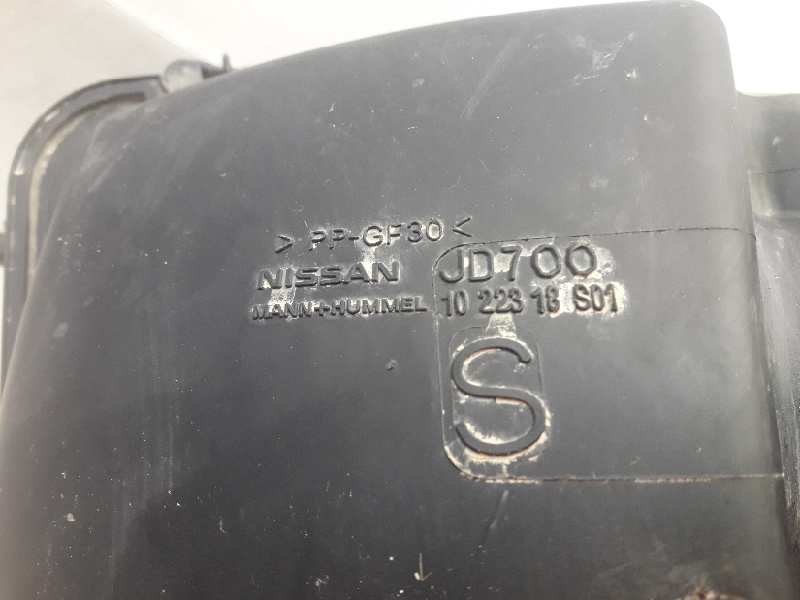 > PP-GF30 <
NISSAN JD700
MANN+HUMMEL 10 223 18 S01
S